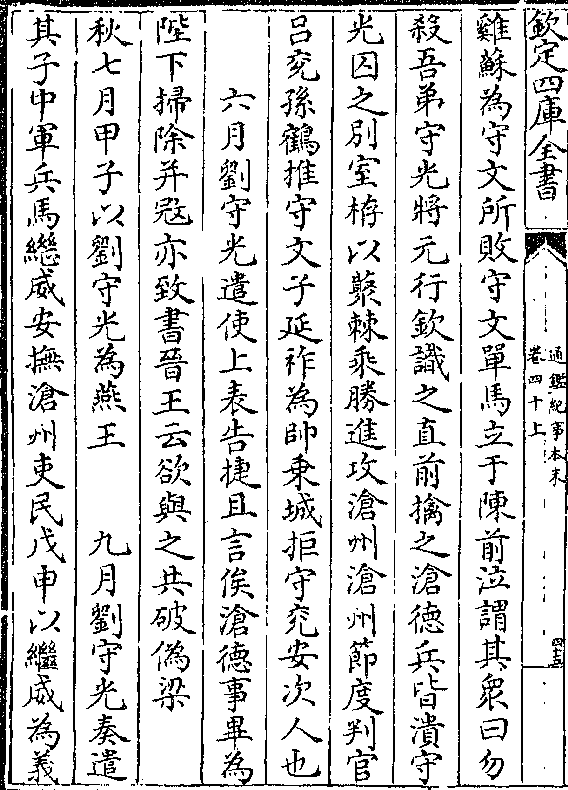 欽定四庫全書
通鑑紀事本末
卷四十上
雞蘇為守文所敗守文單馬立于陳前泣謂其衆曰勿
殺吾弟守光將元行欽識之直前擒之滄德兵皆潰守
光囚之別室栫以藂棘乘勝進攻滄州滄州節度判官
吕兖孫鶴推守文子延祚為帥乗城拒守兖安次人也
六月劉守光遣使上表告捷且言俟滄德事畢為
陛下掃除并宼亦致書晉王云欲與之共破偽梁
秋七月甲子以劉守光為燕王　九月劉守光奏遣
其子中軍兵馬繼威安撫滄州吏民戊申以繼威為義